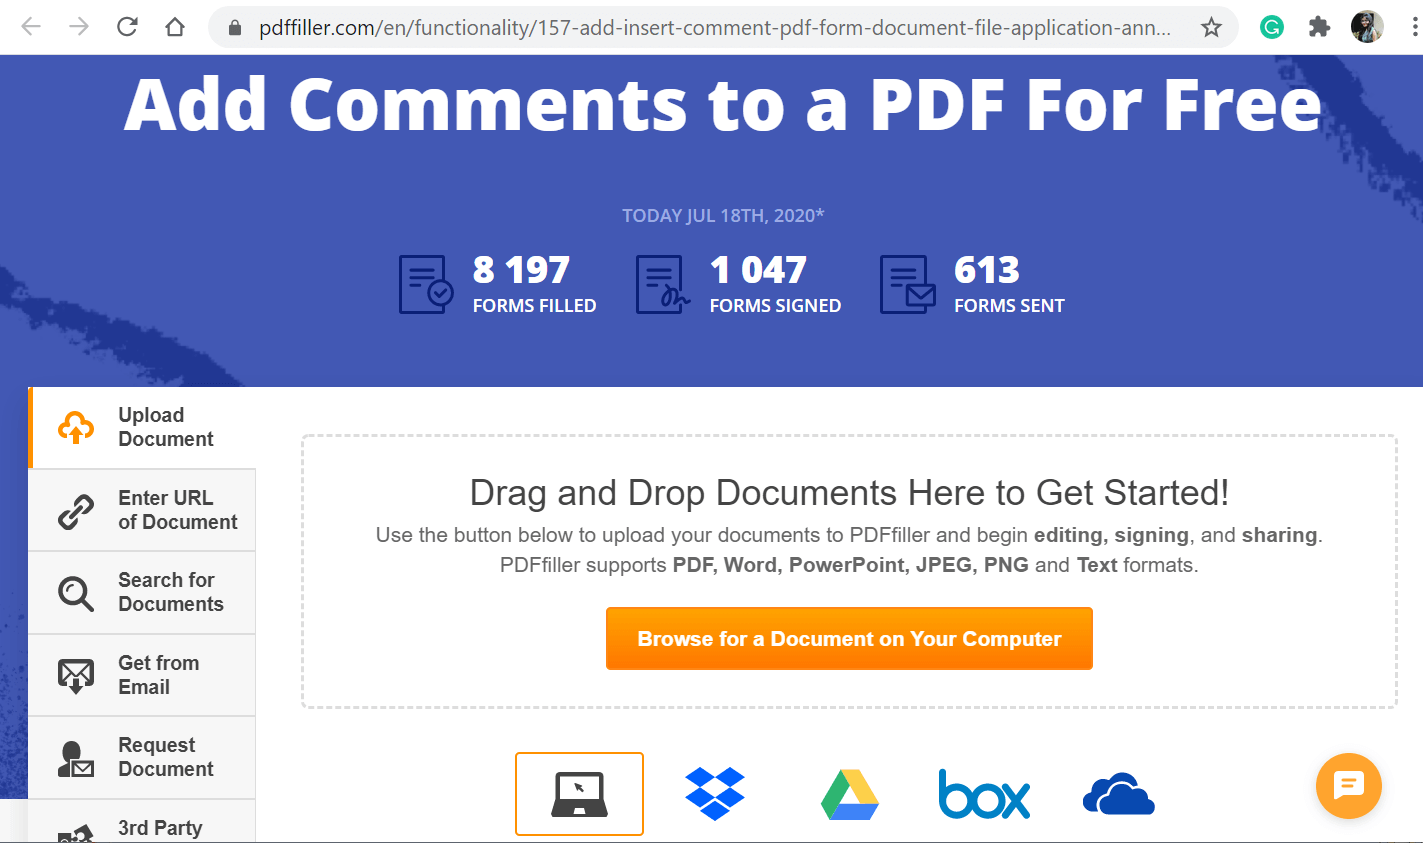 pdffiller.com/en/functionality/157-add-insert-comment-pdf-form-document-file-application-ann...
Add Comments to a PDF For Free
TODAY JUL 18TH, 2020*
8 197
FORMS FILLED
1 047
FORMS SIGNED
613
FORMS SENT
Upload
Document
Enter URL
of Document
Search for
Documents
Get from
Email
Request
Document
3rd Party
Drag and Drop Documents Here to Get Started!
Use the button below to upload your documents to PDFfiller and begin editing, signing, and sharing.
PDFfiller supports PDF, Word, PowerPoint, JPEG, PNG and Text formats.
Browse for a Document on Your Computer
box